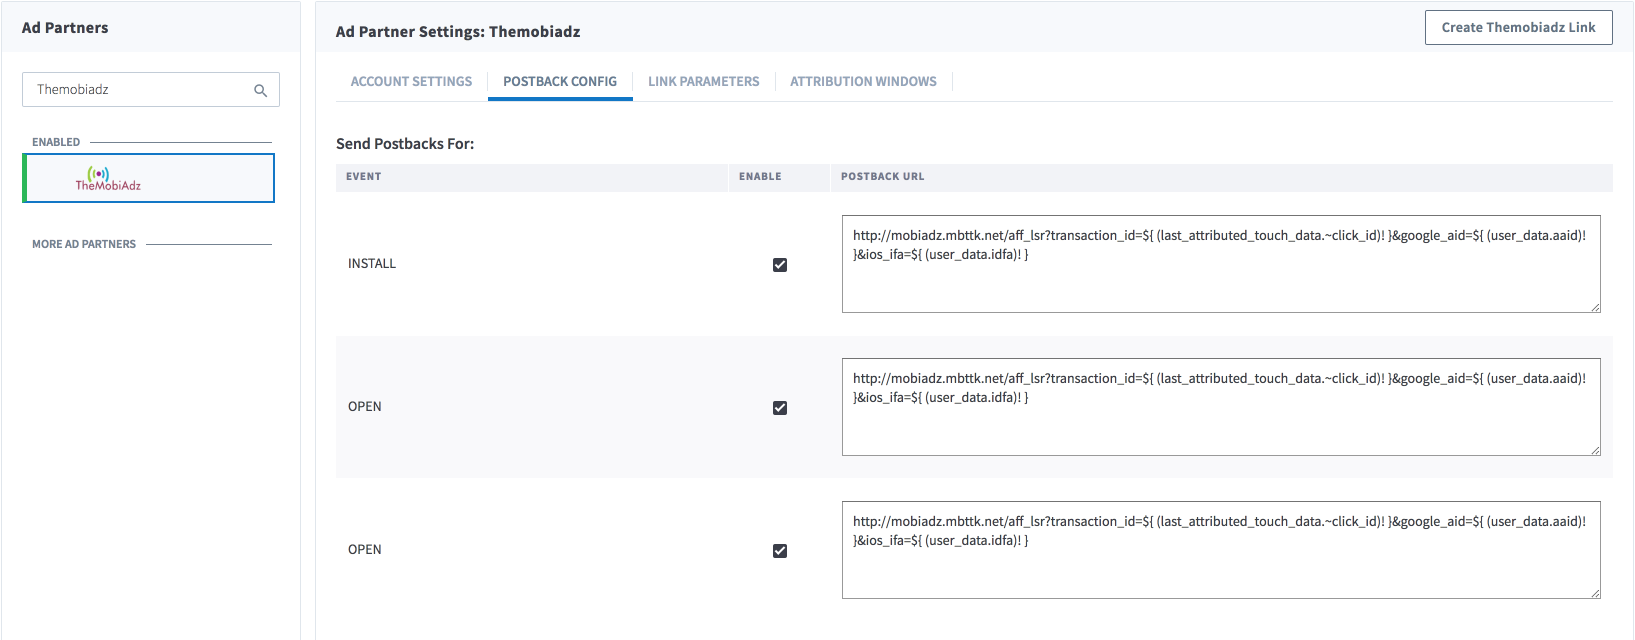 Ad Partners
Themobiadz
ENABLED
TheMobiAdz
MORE AD PARTNERS
Ad Partner Settings: Themobiadz
Create Themobiadz Link
ACCOUNT SETTINGS
POSTBACK CONFIG
LINK PARAMETERS
ATTRIBUTION WINDOWS
Send Postbacks For:
EVENT ENABLE POSTBACK URL
INSTALL
http://mobiadz.mbttk.net/aff_lsr?transaction_id=${ (last_attributed_touch_data.~click_id)! }&google_aid=${ (user_data.aaid)!
}&ios_ifa=${ (user_data.idfa)! }
OPEN
http://mobiadz.mbttk.net/aff_lsr?transaction_id=${ (last_attributed_touch_data.~click_id)! }&google_aid=${ (user_data.aaid)!
}&ios_ifa=${ (user_data.idfa)! }
OPEN
http://mobiadz.mbttk.net/aff_lsr?transaction_id=${ (last_attributed_touch_data.~click_id)! }&google_aid=${ (user_data.aaid)!
}&ios_ifa=${ (user_data.idfa)! }